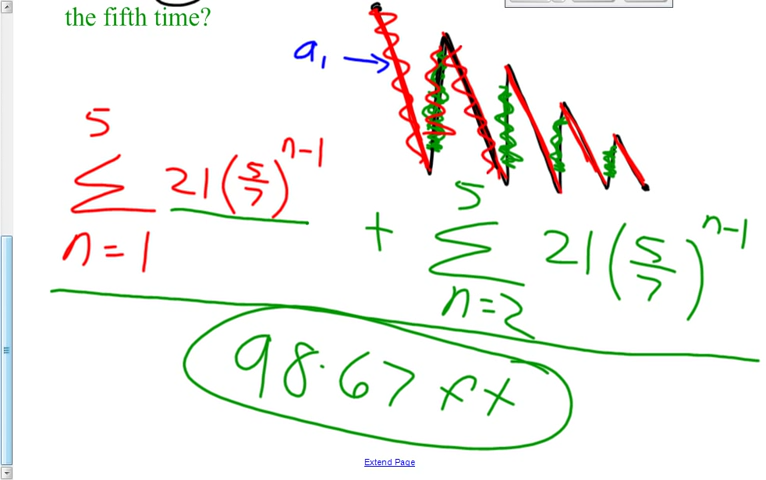 the fifth time?
a₁
5
∑ 21(5/7)^(n-1)
n=1
+
5
∑ 21(5/7)^(n-1)
n=2
98.67 ft
Extend Page